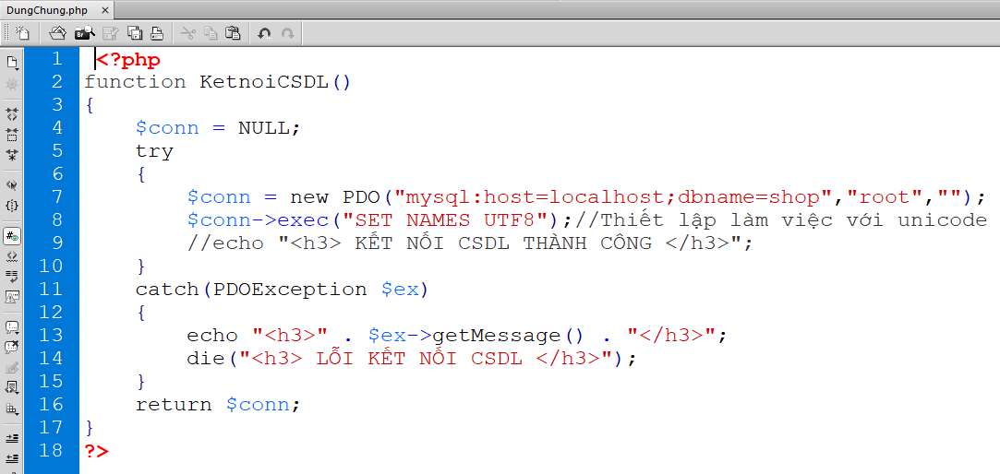 DungChung.php ×
Br
1 <?php
2 function KetnoiCSDL()
3 {
4 $conn = NULL;
5 try
6 {
7 $conn = new PDO("mysql:host=localhost;dbname=shop","root","");
8 $conn->exec("SET NAMES UTF8");//Thiết lập làm việc với unicode
9 //echo "<h3> KẾT NỐI CSDL THÀNH CÔNG </h3>";
10 }
11 catch(PDOException $ex)
12 {
13 echo "<h3>" . $ex->getMessage() . "</h3>";
14 die("<h3> LỖI KẾT NỐI CSDL </h3>");
15 }
16 return $conn;
17 }
18 ?>